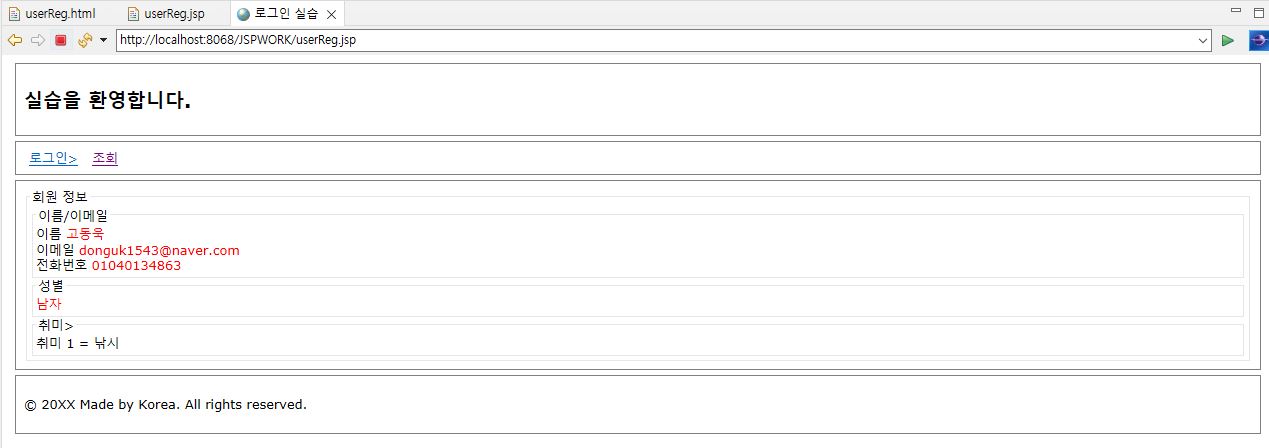 userReg.html userReg.jsp 로그인 실습
http://localhost:8068/JSPWORK/userReg.jsp
실습을 환영합니다.
로그인> 조회
회원 정보
이름/이메일
이름 고동욱
이메일 donguk1543@naver.com
전화번호 01040134863
성별
남자
취미>
취미 1 = 낚시
© 20XX Made by Korea. All rights reserved.